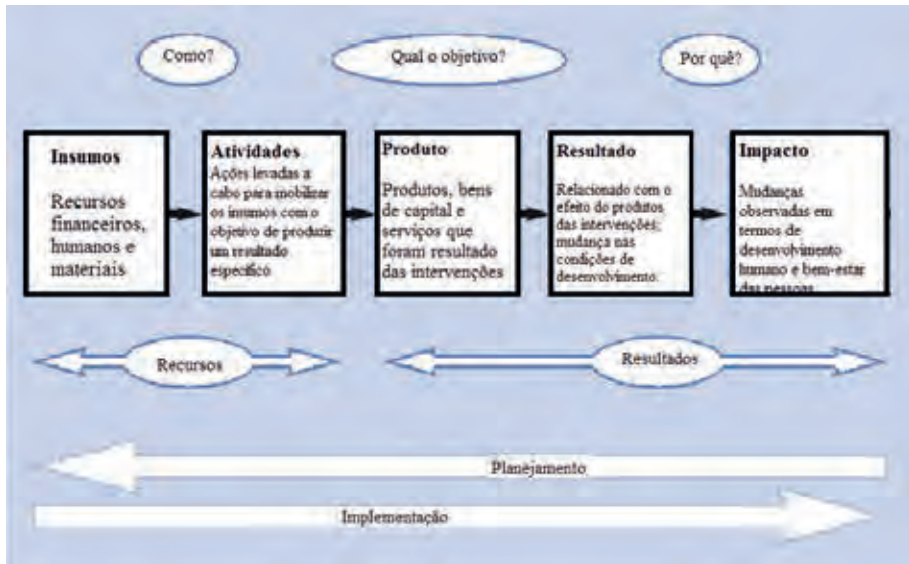 Como?
Qual o objetivo?
Por quê?
Insumos
Recursos
financeiros,
humanos e
materiais
Atividades
Ações levadas a
cabo para mobilizar
os insumos com o
objetivo de produzir
um resultado
específico
Produto
Produtos, bens
de capital e
serviços que
foram resultado
das intervenções
Resultado
Relacionado com o
efeito do produtos
das intervenções;
mudança nas
condições de
desenvolvimento.
Impacto
Mudanças
observadas em
termos de
desenvolvimento
humano e bem-estar
das pessoas
Recursos
Resultados
Planejamento
Implementação